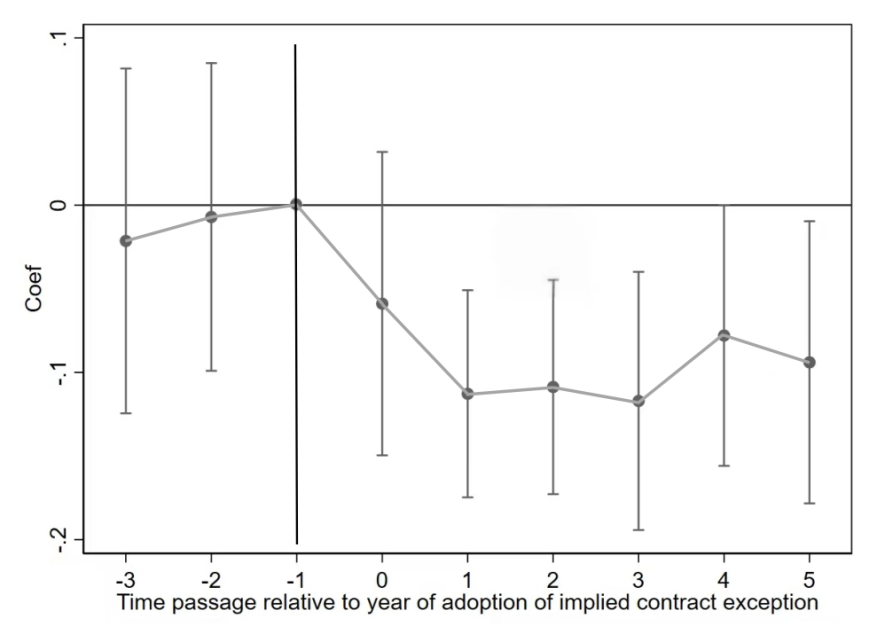 .1
0
-.1
-.2
Coef
-3 -2 -1 0 1 2 3 4 5
Time passage relative to year of adoption of implied contract exception